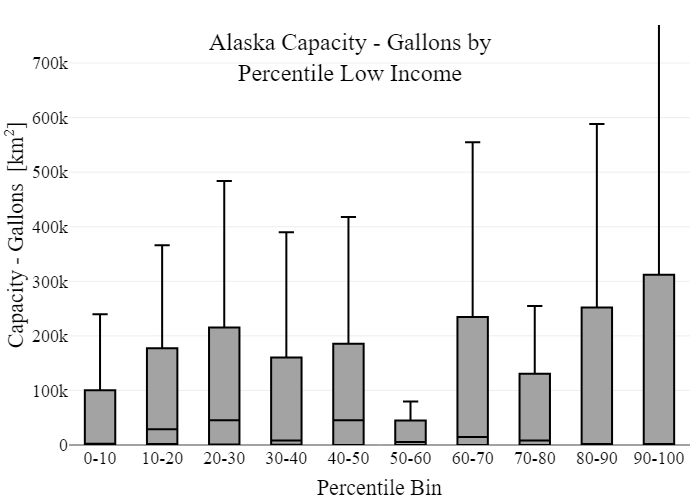 Alaska Capacity - Gallons by
Percentile Low Income
Capacity - Gallons [km²]
700k
600k
500k
400k
300k
200k
100k
0
0-10 10-20 20-30 30-40 40-50 50-60 60-70 70-80 80-90 90-100
Percentile Bin